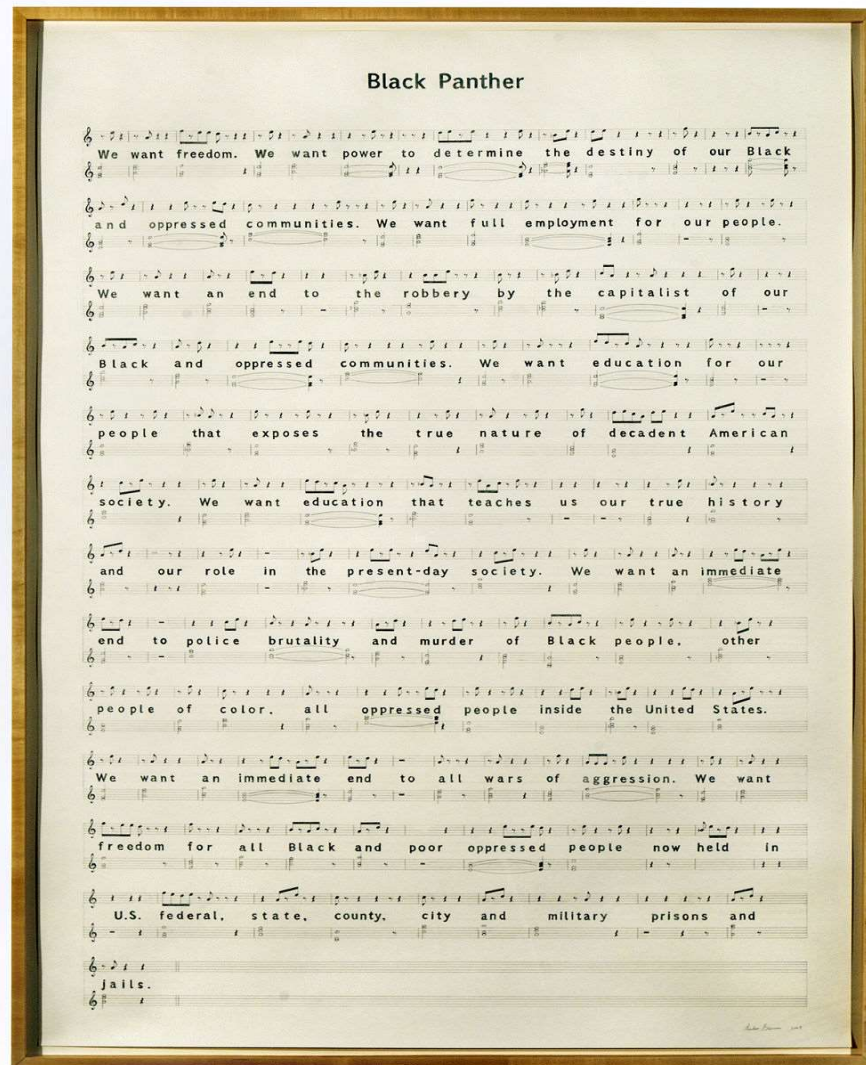 Black Panther
We want freedom. We want power to determine the destiny of our Black
and oppressed communities. We want full employment for our people.
We want an end to the robbery by the capitalist of our
Black and oppressed communities. We want education for our
people that exposes the true nature of decadent American
society. We want education that teaches us our true history
and our role in the present-day society. We want an immediate
end to police brutality and murder of Black people, other
people of color, all oppressed people inside the United States.
We want an immediate end to all wars of aggression. We want
freedom for all Black and poor oppressed people now held in
U.S. federal, state, county, city and military prisons and
jails.